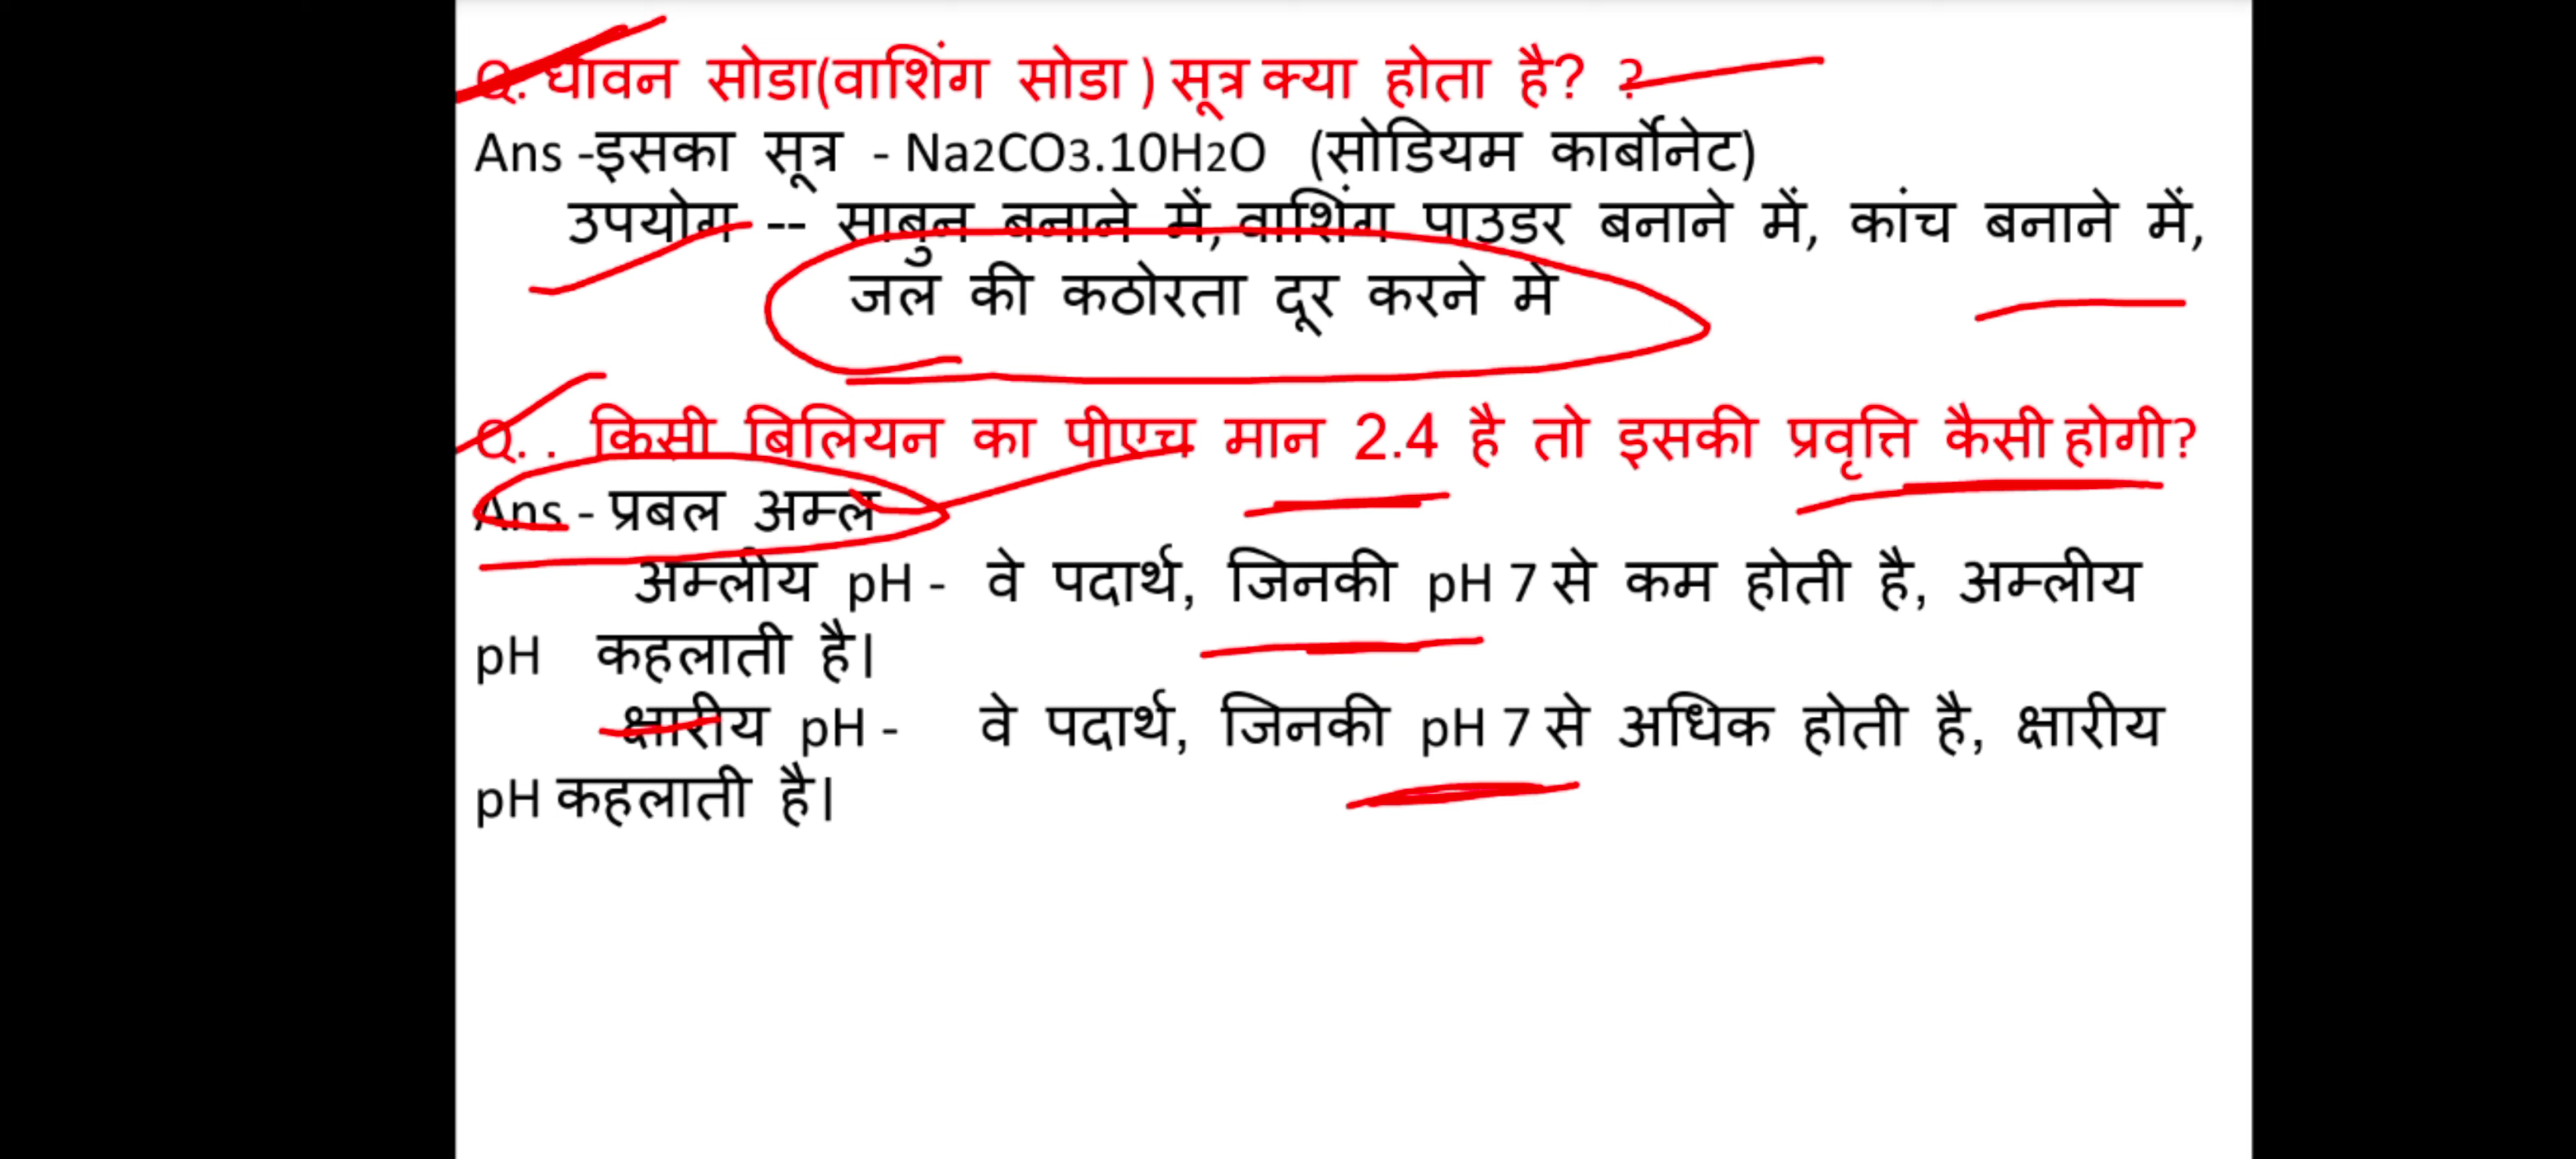 Q. धावन सोडा(वाशिंग सोडा ) सूत्र क्या होता है? ?
Ans -इसका सूत्र - Na2CO3.10H2O (सोडियम कार्बोनेट)
उपयोग -- साबुन बनाने में, वाशिंग पाउडर बनाने में, कांच बनाने में,
जल की कठोरता दूर करने मे
Q. . किसी बिलियन का पीएच मान 2.4 है तो इसकी प्रवृत्ति कैसी होगी?
Ans - प्रबल अम्ल
अम्लीय pH - वे पदार्थ, जिनकी pH 7 से कम होती है, अम्लीय
pH कहलाती है।
क्षारीय pH - वे पदार्थ, जिनकी pH 7 से अधिक होती है, क्षारीय
pH कहलाती है।